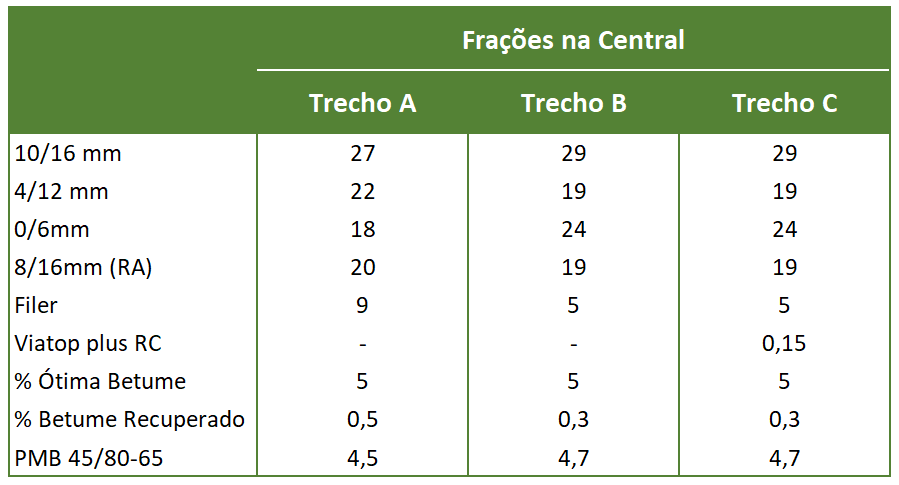 Frações na Central
Trecho A Trecho B Trecho C
10/16 mm 27 29 29
4/12 mm 22 19 19
0/6mm 18 24 24
8/16mm (RA) 20 19 19
Filer 9 5 5
Viatop plus RC - - 0,15
% Ótima Betume 5 5 5
% Betume Recuperado 0,5 0,3 0,3
PMB 45/80-65 4,5 4,7 4,7